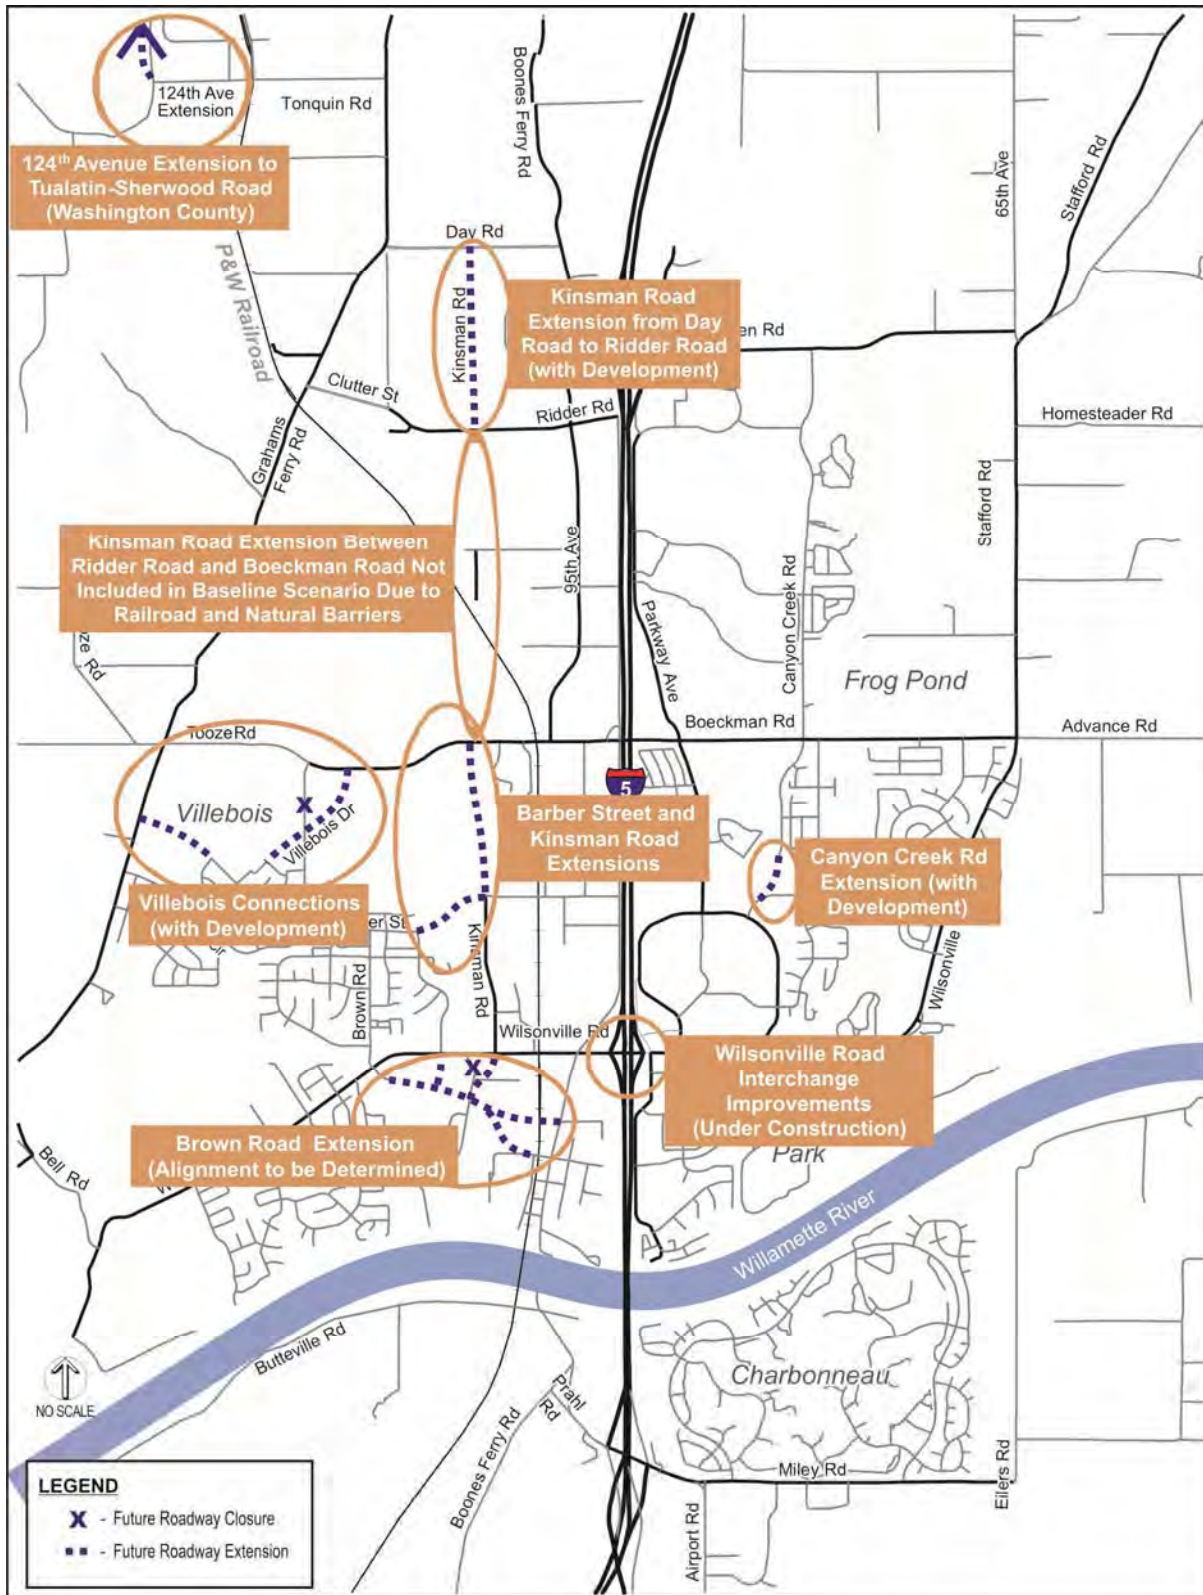 124th Ave
Extension
Tonquin Rd
Boones Ferry Rd
65th Ave
Stafford Rd
124th Avenue Extension to
Tualatin-Sherwood Road
(Washington County)
P&W Railroad
Day Rd
Kinsman Rd
Kinsman Road
Extension from Day
Road to Ridder Road
(with Development)
en Rd
Clutter St
Ridder Rd
Homesteader Rd
Grahams
Ferry Rd
Stafford Rd
Kinsman Road Extension Between
Ridder Road and Boeckman Road Not
Included in Baseline Scenario Due to
Railroad and Natural Barriers
95th Ave
Canyon Creek Rd
Parkway Ave
ze Rd
Frog Pond
Boeckman Rd
Advance Rd
Tooze Rd
5
Villebois
x
Villebois Dr
Barber Street and
Kinsman Road
Extensions
Canyon Creek Rd
Extension (with
Development)
Villebois Connections
(with Development)
er St
Cir
Kinsman Rd
Brown Rd
Wilsonville
Wilsonville Rd
x
Wilsonville Road
Interchange
Improvements
(Under Construction)
Brown Road Extension
(Alignment to be Determined)
Park
Bell Rd
W
Willamette River
Butteville Rd
NO SCALE
Charbonneau
Prahl
Rd
Boones Ferry Rd
Miley Rd
Eilers Rd
Airport Rd
LEGEND
X - Future Roadway Closure
- Future Roadway Extension